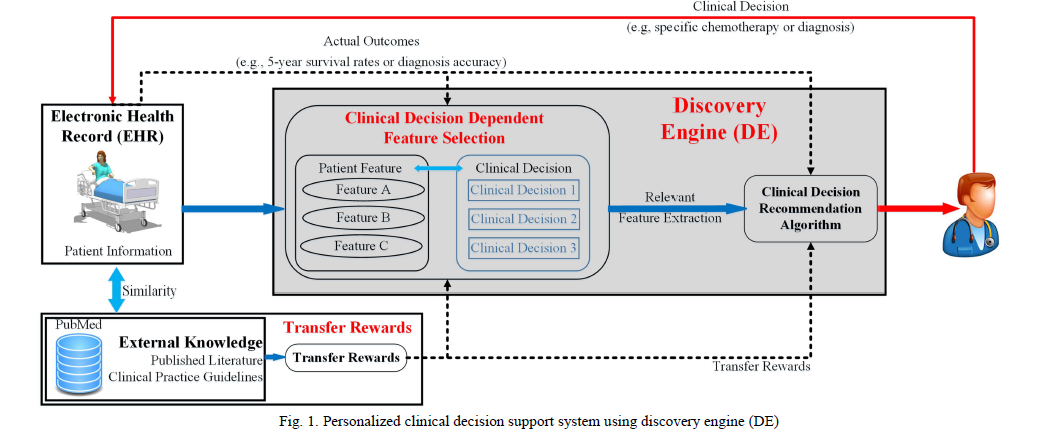 Clinical Decision
(e.g, specific chemotherapy or diagnosis)
Actual Outcomes
(e.g., 5-year survival rates or diagnosis accuracy)
Electronic Health
Record (EHR)
Patient Information
Clinical Decision Dependent
Feature Selection
Patient Feature
Feature A
Feature B
Feature C
Clinical Decision
Clinical Decision 1
Clinical Decision 2
Clinical Decision 3
Discovery
Engine (DE)
Relevant
Feature Extraction
Clinical Decision
Recommendation
Algorithm
Similarity
PubMed
External Knowledge
Published Literature
Clinical Practice Guidelines
Transfer Rewards
Transfer Rewards
Transfer Rewards
Fig. 1. Personalized clinical decision support system using discovery engine (DE)